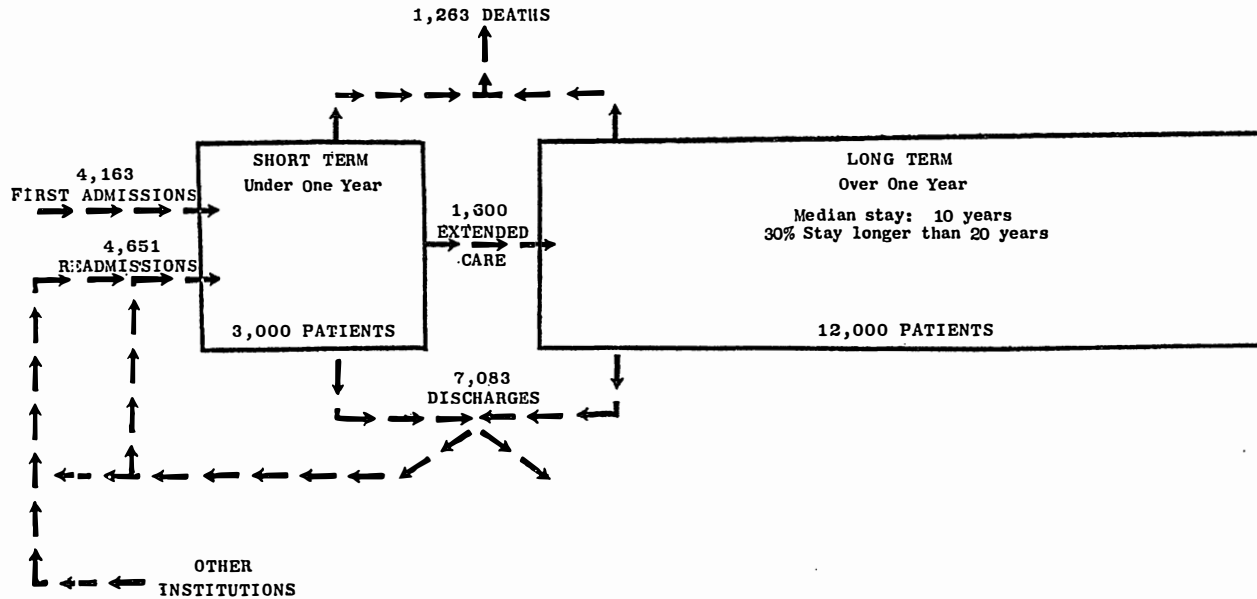 1,263 DEATHS
SHORT TERM
Under One Year
LONG TERM
Over One Year
4,163
FIRST ADMISSIONS
Median stay: 10 years
30% Stay longer than 20 years
EXTENDED
CARE
4,651
READMISSIONS
3,000 PATIENTS
12,000 PATIENTS
7,083
DISCHARGES
OTHER
INSTITUTIONS